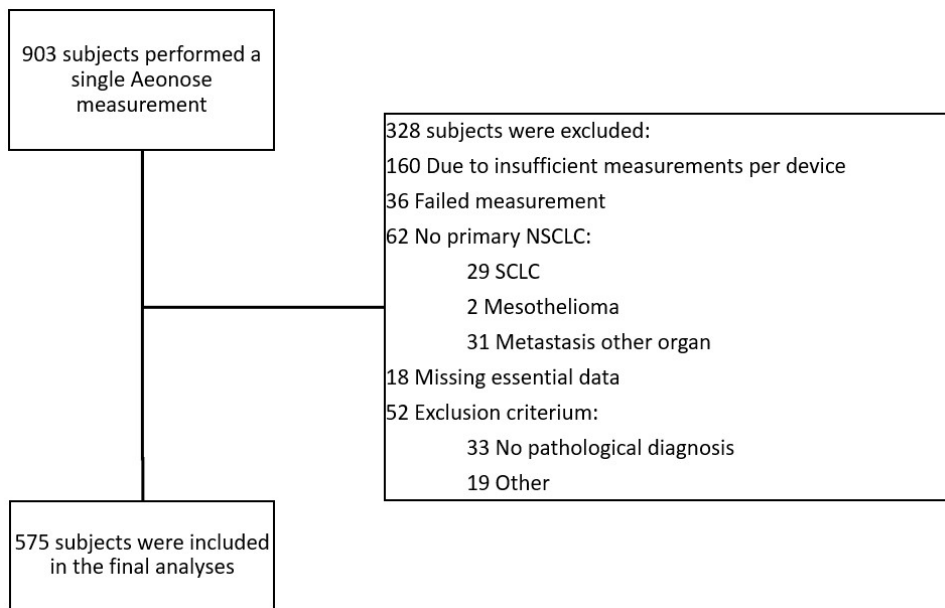 903 subjects performed a
single Aeonose
measurement
328 subjects were excluded:
160 Due to insufficient measurements per device
36 Failed measurement
62 No primary NSCLC:
29 SCLC
2 Mesothelioma
31 Metastasis other organ
18 Missing essential data
52 Exclusion criterium:
33 No pathological diagnosis
19 Other
575 subjects were included
in the final analyses